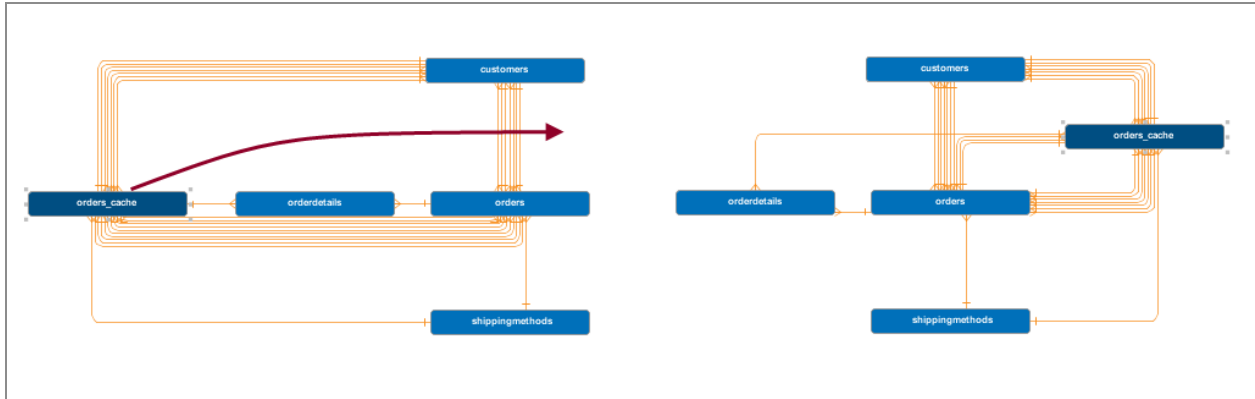 customers
orders_cache
orderdetails
orders
shippingmethods
customers
orders_cache
orderdetails
orders
shippingmethods